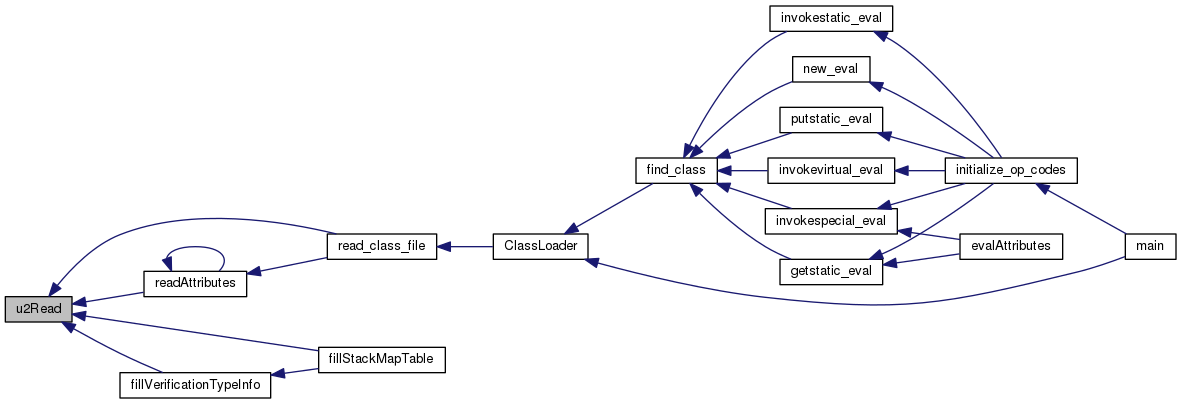 invokestatic_eval
new_eval
putstatic_eval
find_class
invokevirtual_eval
initialize_op_codes
invokespecial_eval
read_class_file
ClassLoader
evalAttributes
main
readAttributes
getstatic_eval
u2Read
fillStackMapTable
fillVerificationTypeInfo